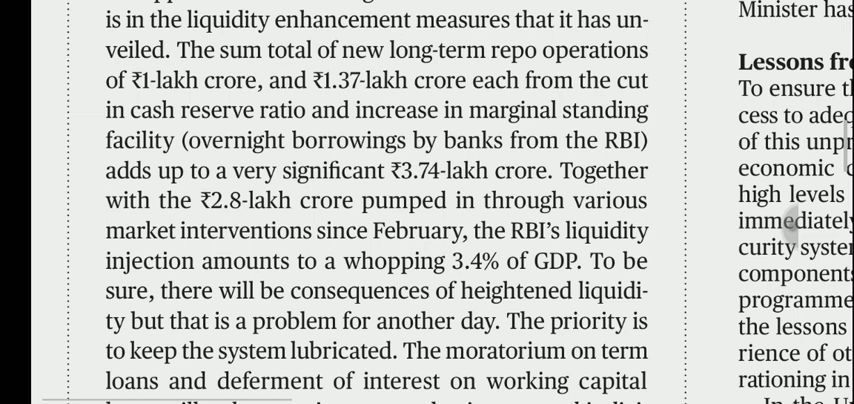 is in the liquidity enhancement measures that it has un-
veiled. The sum total of new long-term repo operations
of ₹1-lakh crore, and ₹1.37-lakh crore each from the cut
in cash reserve ratio and increase in marginal standing
facility (overnight borrowings by banks from the RBI)
adds up to a very significant ₹3.74-lakh crore. Together
with the ₹2.8-lakh crore pumped in through various
market interventions since February, the RBI’s liquidity
injection amounts to a whopping 3.4% of GDP. To be
sure, there will be consequences of heightened liquidi-
ty but that is a problem for another day. The priority is
to keep the system lubricated. The moratorium on term
loans and deferment of interest on working capital
Minister has
Lessons
To ensure
cess to
of this
economic
high levels
immediately
curity
components
programme
the lessons
rience of
rationing in
In the